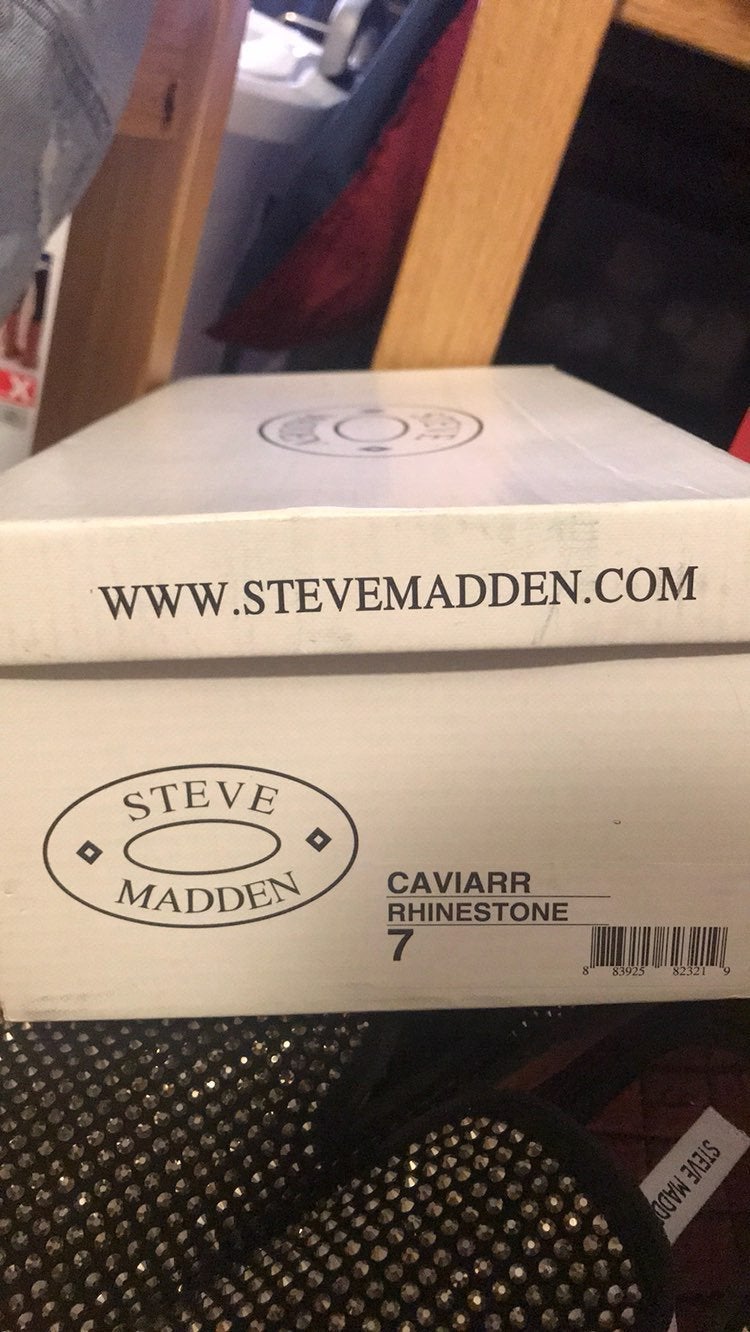 STEVE
MADDEN
WWW.STEVEMADDEN.COM
STEVE
MADDEN
CAVIARR
RHINESTONE
7
8 83925 82321 9
STEVE MADD
X